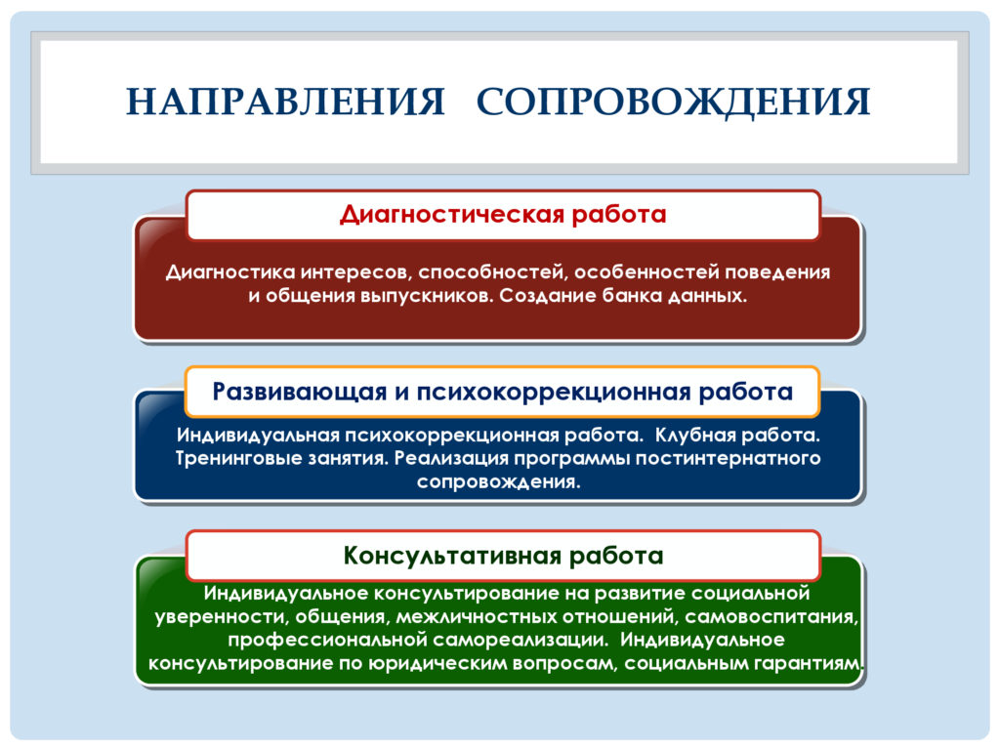 НАПРАВЛЕНИЯ СОПРОВОЖДЕНИЯ
Диагностическая работа
Диагностика интересов, способностей, особенностей поведения
и общения выпускников. Создание банка данных.
Развивающая и психокоррекционная работа
Индивидуальная психокоррекционная работа. Клубная работа.
Тренинговые занятия. Реализация программы постинтернатного
сопровождения.
Консультативная работа
Индивидуальное консультирование на развитие социальной
уверенности, общения, межличностных отношений, самовоспитания,
профессиональной самореализации. Индивидуальное
консультирование по юридическим вопросам, социальным гарантиям.